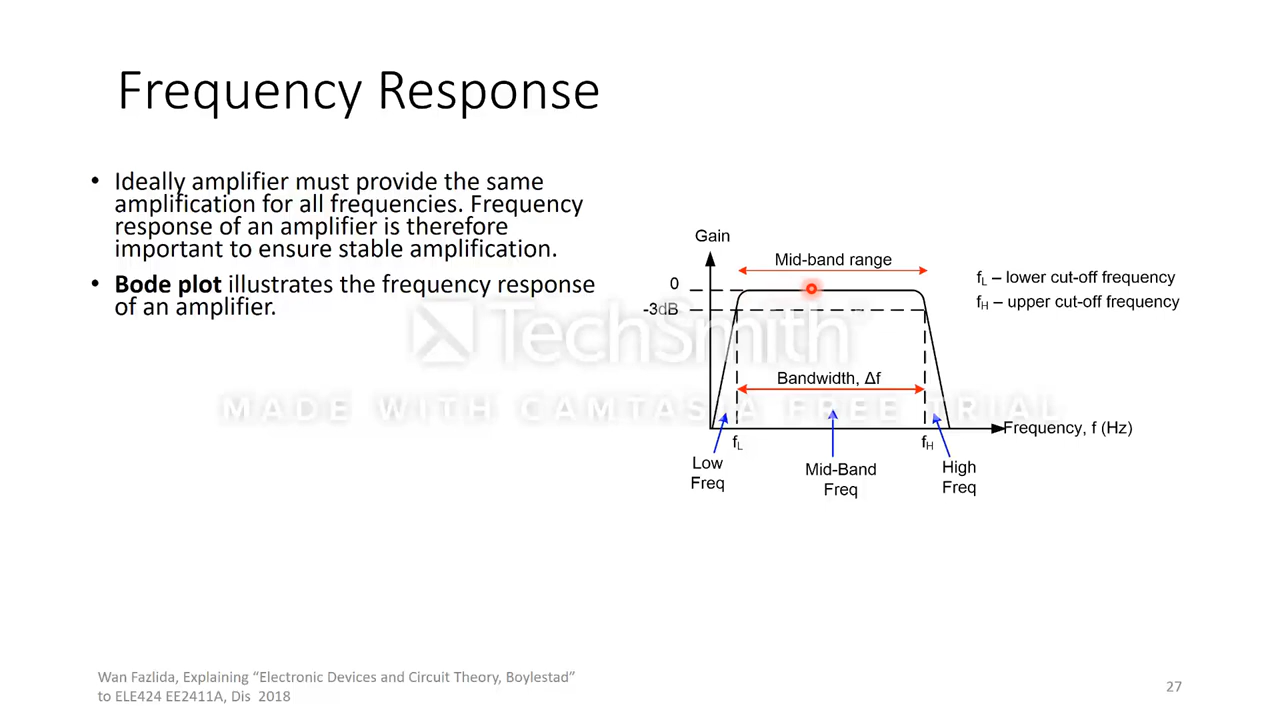 Frequency Response
• Ideally amplifier must provide the same
amplification for all frequencies. Frequency
response of an amplifier is therefore
important to ensure stable amplification.
• Bode plot illustrates the frequency response
of an amplifier.
Gain
Mid-band range
0
-3dB
fL – lower cut-off frequency
fH – upper cut-off frequency
TechSmith
Bandwidth, Δf
MADE WITH CAMTASIA FREE TRIAL
Frequency, f (Hz)
fL
fH
Low
Freq
Mid-Band
Freq
High
Freq
Wan Fazlida, Explaining “Electronic Devices and Circuit Theory, Boylestad”
to ELE424 EE2411A, Dis 2018
27